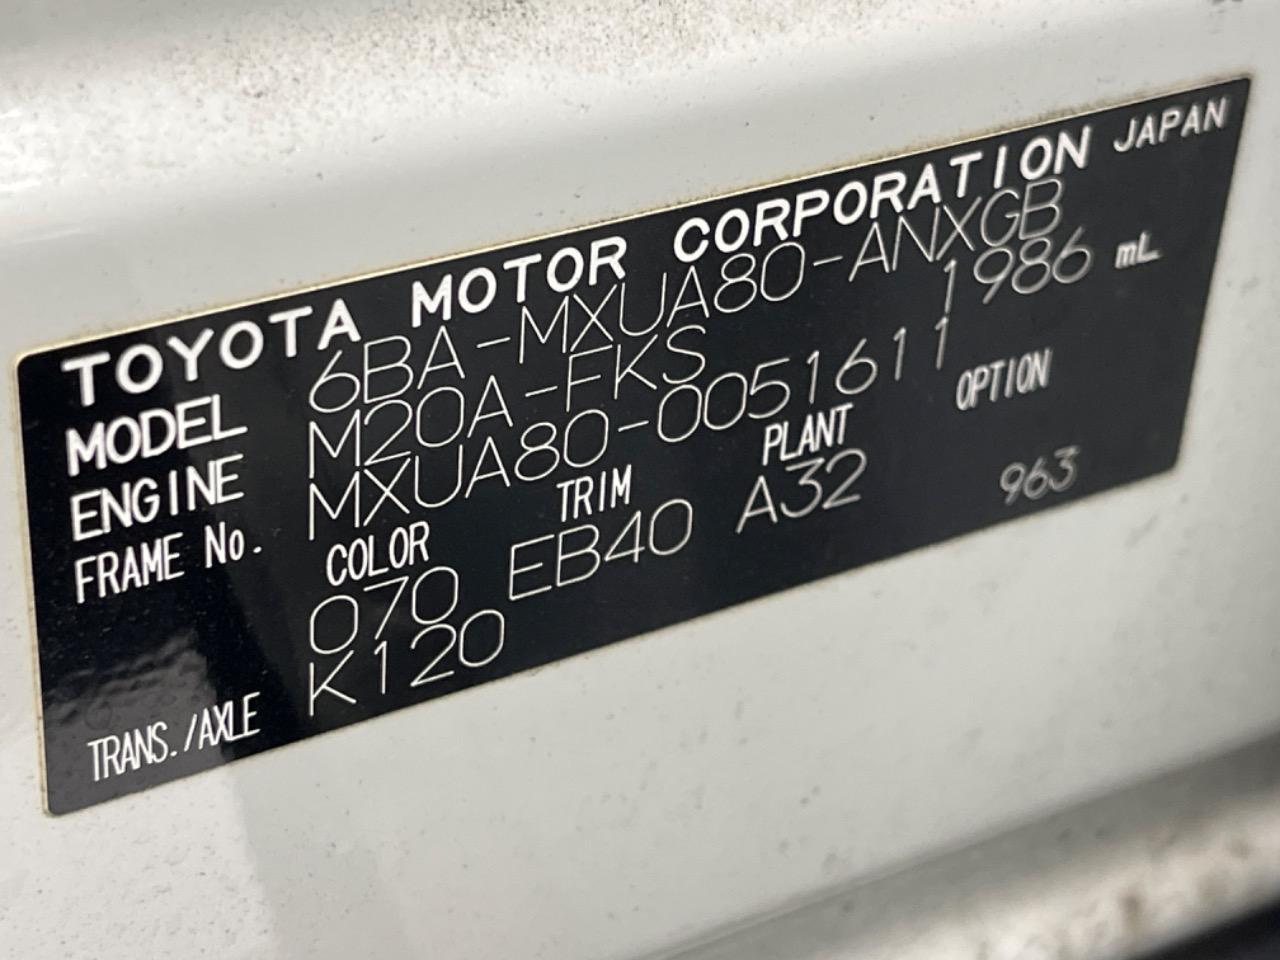 TOYOTA MOTOR CORPORATION JAPAN
MODEL 6BA-MXUA80-ANXGB
ENGINE M20A-FKS 1986 mL
FRAME No. MXUA80-0051611
COLOR TRIM PLANT OPTION
070 EB40 A32 963
TRANS./AXLE K120